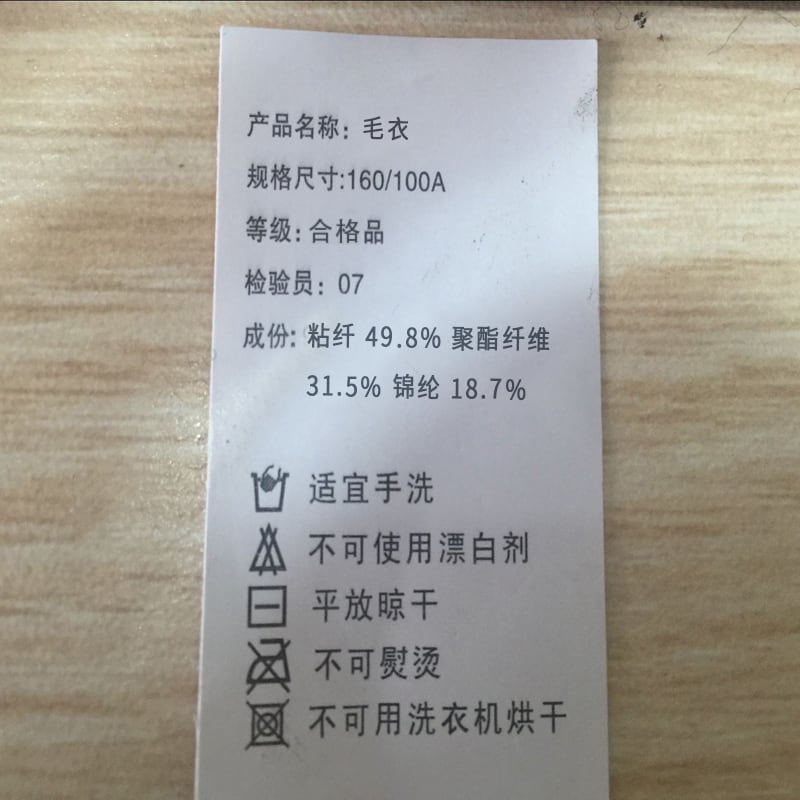 产品名称：毛衣
规格尺寸:160/100A
等级：合格品
检验员：07
成份：粘纤 49.8% 聚酯纤维
31.5% 锦纶 18.7%
适宜手洗
不可使用漂白剂
平放晾干
不可熨烫
不可用洗衣机烘干